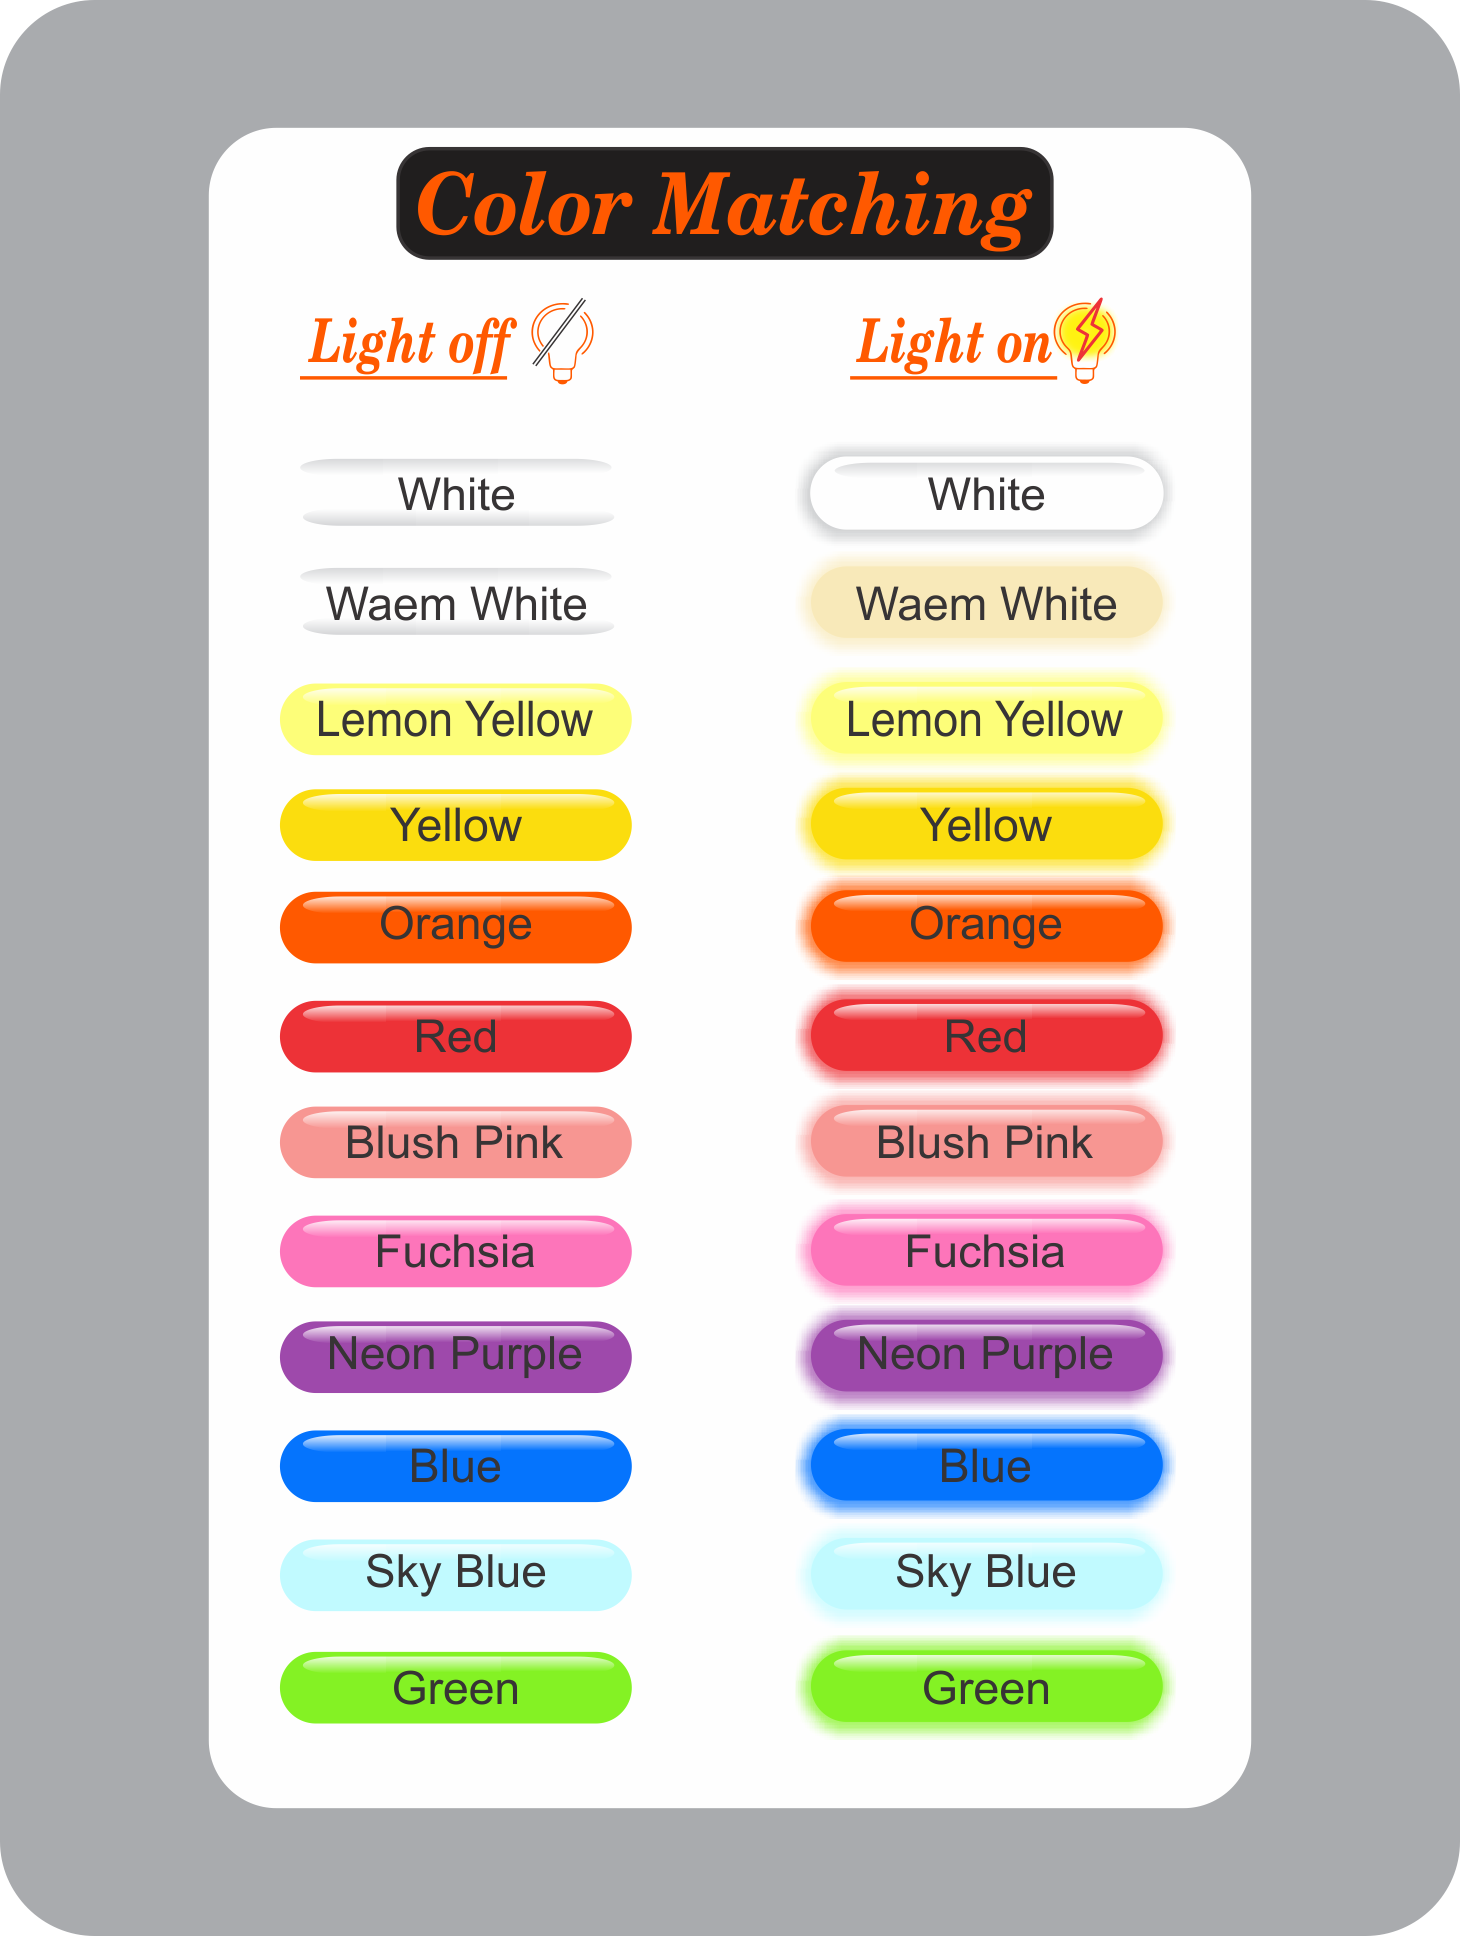 Color Matching
Light off
Light on
White
White
Waem White
Waem White
Lemon Yellow
Lemon Yellow
Yellow
Yellow
Orange
Orange
Red
Red
Blush Pink
Blush Pink
Fuchsia
Fuchsia
Neon Purple
Neon Purple
Blue
Blue
Sky Blue
Sky Blue
Green
Green